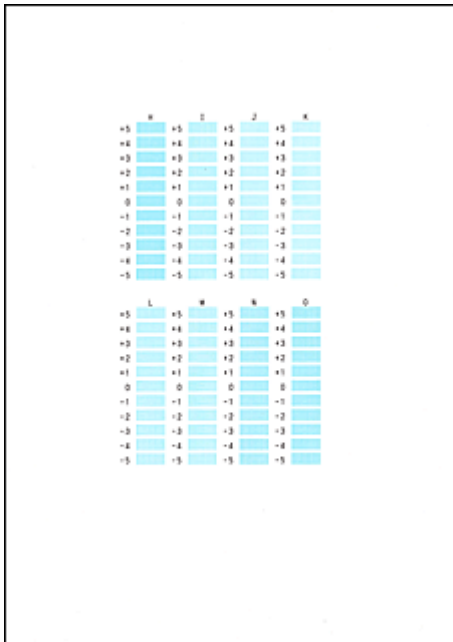 H I J K
+5 +5 +5 +5
+4 +4 +4 +4
+3 +3 +3 +3
+2 +2 +2 +2
+1 +1 +1 +1
0 0 0 0
-1 -1 -1 -1
-2 -2 -2 -2
-3 -3 -3 -3
-4 -4 -4 -4
-5 -5 -5 -5
L M N O
+5 +5 +5 +5
+4 +4 +4 +4
+3 +3 +3 +3
+2 +2 +2 +2
+1 +1 +1 +1
0 0 0 0
-1 -1 -1 -1
-2 -2 -2 -2
-3 -3 -3 -3
-4 -4 -4 -4
-5 -5 -5 -5